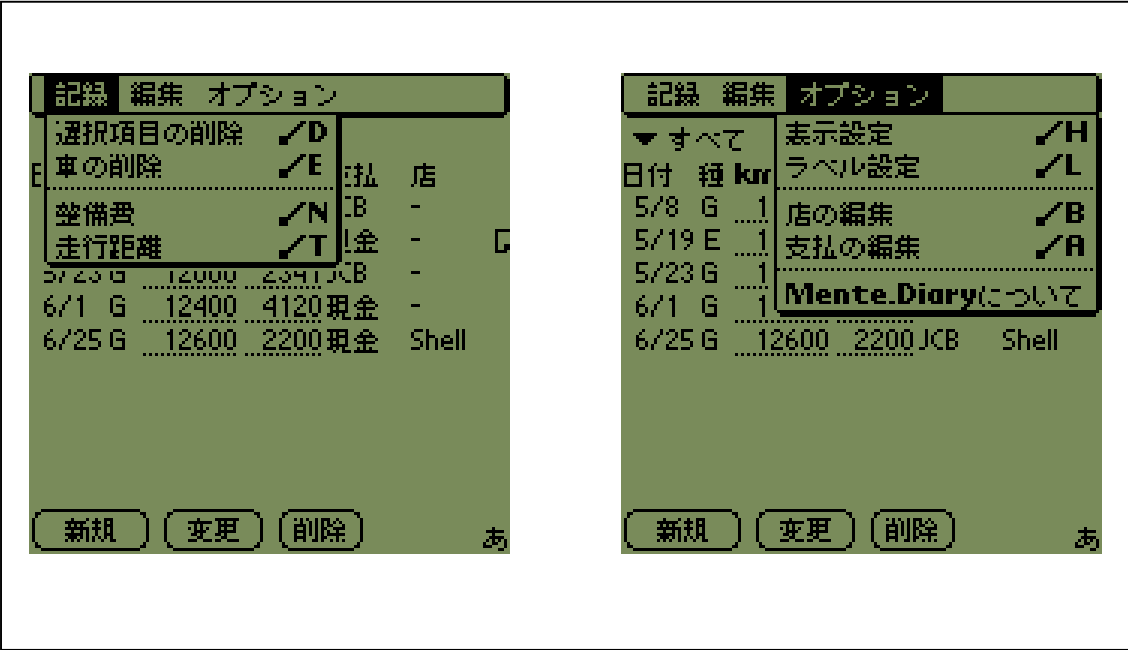 記録 編集 オプション
選択項目の削除 /D
車の削除 /E
整備費 /N
走行距離 /T
支払 店
JCB -
現金 -
5/23 G 12000 2341 JCB -
6/1 G 12400 4120 現金 -
6/25 G 12600 2200 現金 Shell
新規 変更 削除 あ
記録 編集 オプション
表示設定 /H
ラベル設定 /L
店の編集 /B
支払の編集 /A
Mente.Diaryについて
すべて
日付 種 km
5/8 G 1
5/19 E 1
5/23 G 1
6/1 G 1
6/25 G 12600 2200 JCB Shell
新規 変更 削除 あ